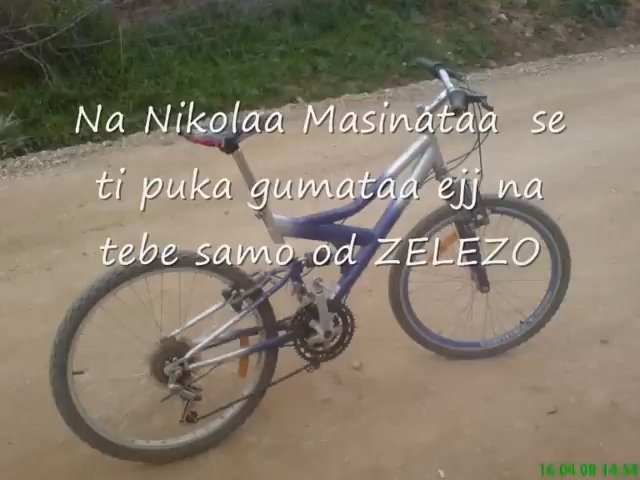 Na Nikolaa Masinataa se
ti puka gumataa ejj na
tebe samo od ZELEZO
16.04.08 14:54